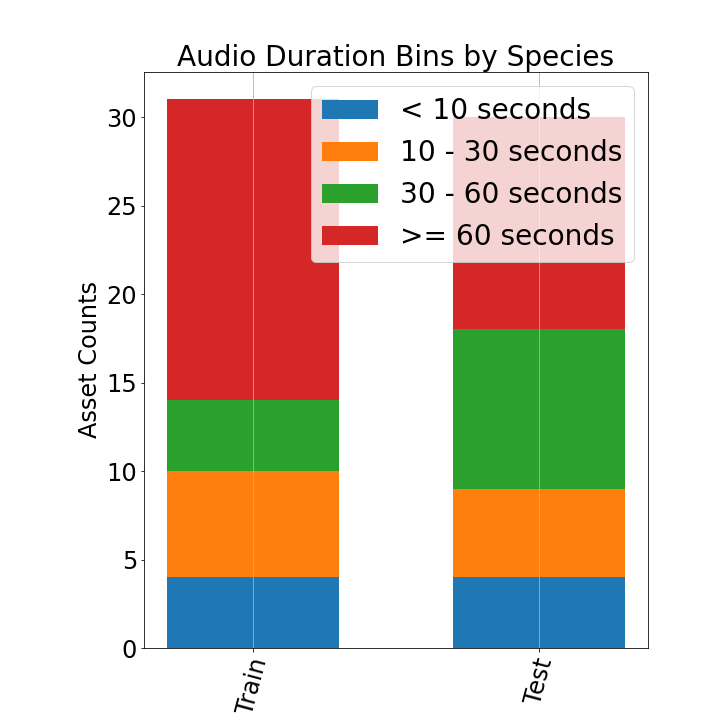 Audio Duration Bins by Species
< 10 seconds
10 - 30 seconds
30 - 60 seconds
>= 60 seconds
Asset Counts
30
25
20
15
10
5
0
Train
Test